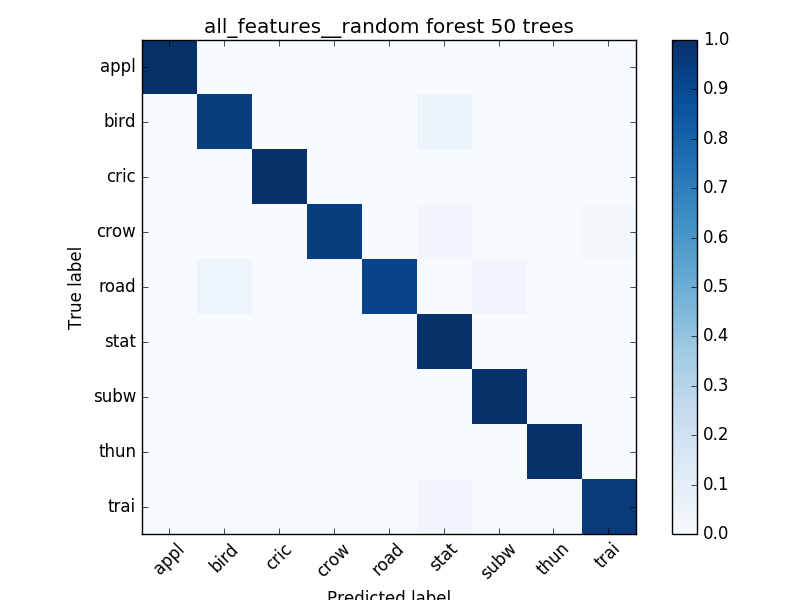 all_features__random forest 50 trees
True label
appl
bird
cric
crow
road
stat
subw
thun
trai
appl
bird
cric
crow
road
stat
subw
thun
trai
Predicted label
1.0
0.9
0.8
0.7
0.6
0.5
0.4
0.3
0.2
0.1
0.0